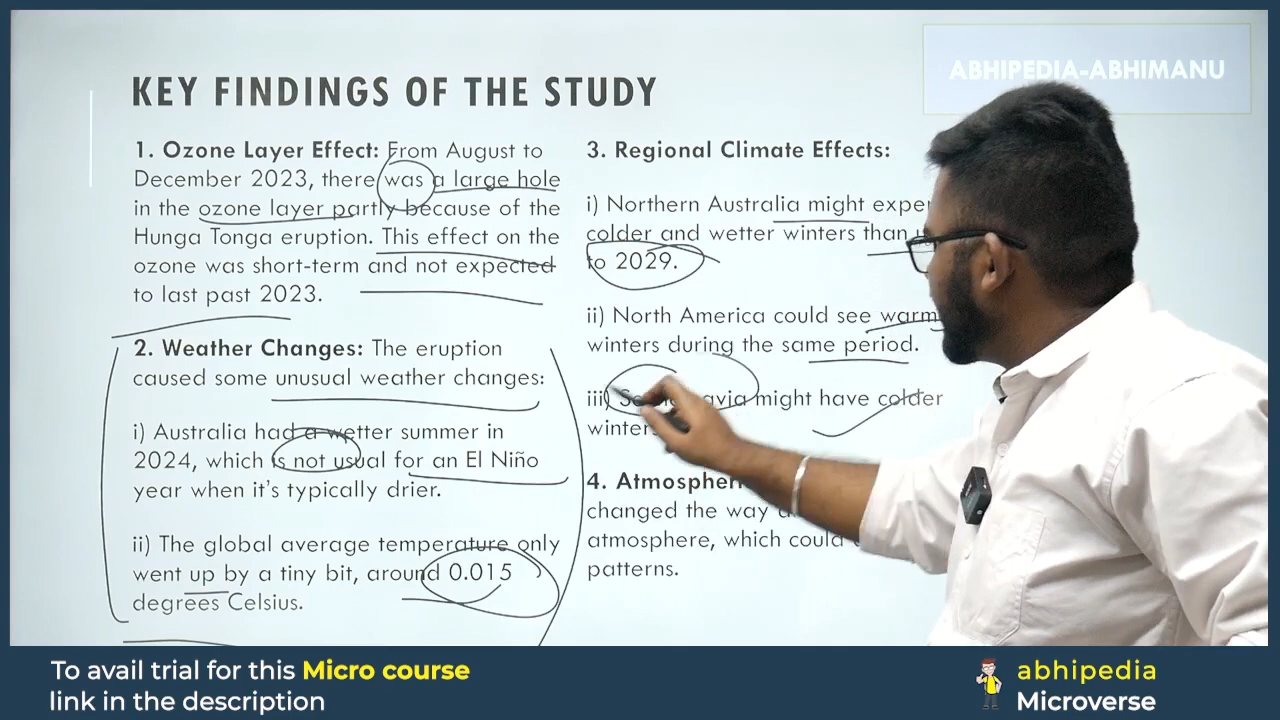 ABHIPEDIA-ABHIMANU
KEY FINDINGS OF THE STUDY
1. Ozone Layer Effect: From August to
December 2023, there was a large hole
in the ozone layer partly because of the
Hunga Tonga eruption. This effect on the
ozone was short-term and not expected
to last past 2023.
2. Weather Changes: The eruption
caused some unusual weather changes:
i) Australia had a wetter summer in
2024, which is not usual for an El Niño
year when it's typically drier.
ii) The global average temperature only
went up by a tiny bit, around 0.015
degrees Celsius.
3. Regional Climate Effects:
i) Northern Australia might
colder and wetter winters than
to 2029.
ii) North America could see
winters during the same period.
iii) might have colder
4.
changed the way
atmosphere, which could
patterns.
To avail trial for this Micro course
link in the description
abhipedia
Microverse